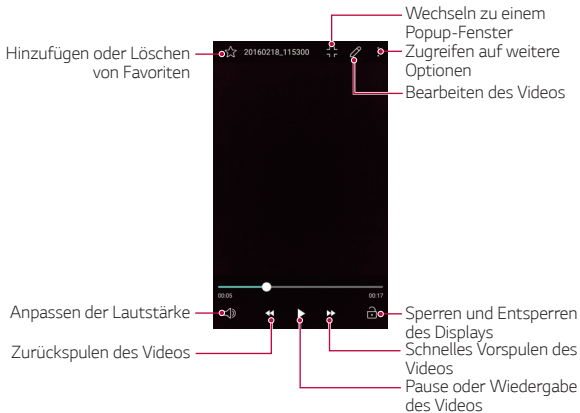 Wechseln zu einem
Popup-Fenster
Hinzufügen oder Löschen
von Favoriten
20160218_115300
Zugreifen auf weitere
Optionen
Bearbeiten des Videos
00:05
00:17
Anpassen der Lautstärke
Sperren und Entsperren
des Displays
Zurückspulen des Videos
Schnelles Vorspulen des
Videos
Pause oder Wiedergabe
des Videos